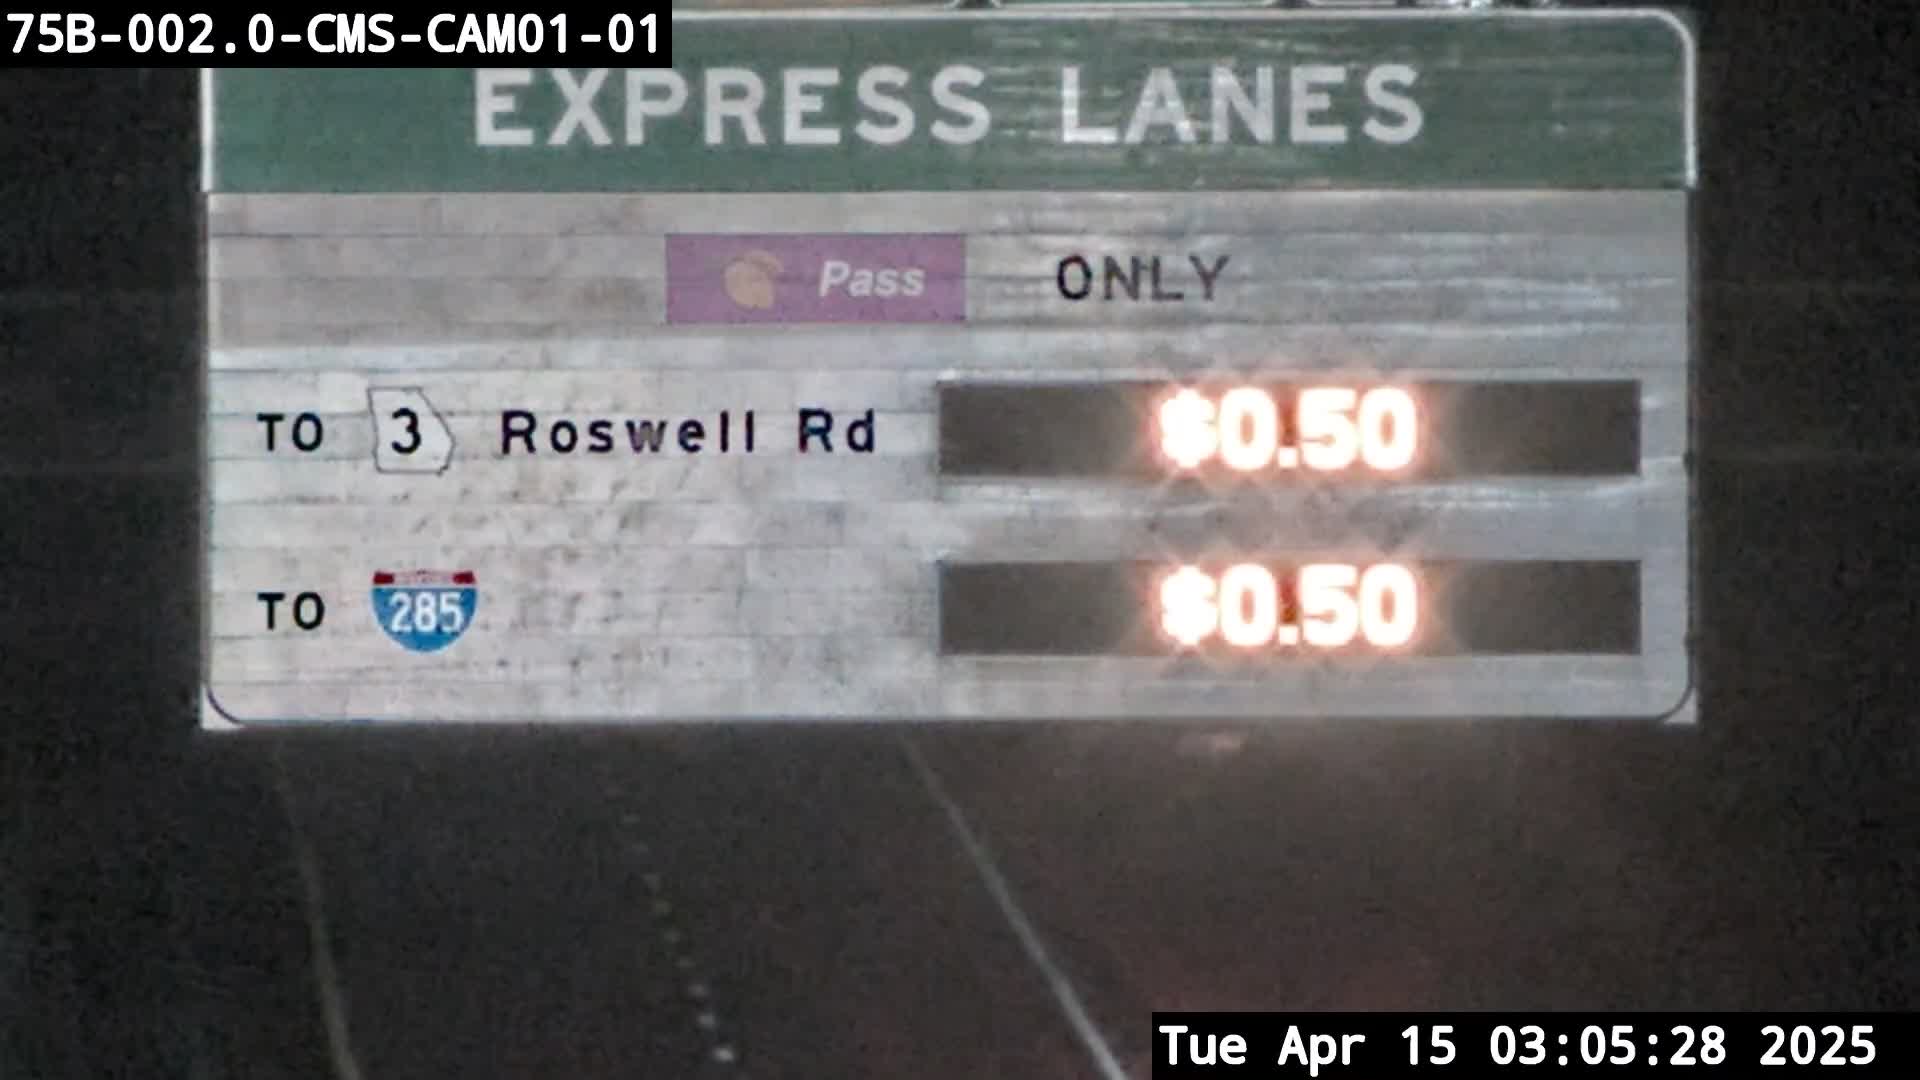 75B-002.0-CMS-CAM01-01
EXPRESS LANES
Pass ONLY
TO 3 Roswell Rd $0.50
TO 285 $0.50
Tue Apr 15 03:05:28 2025